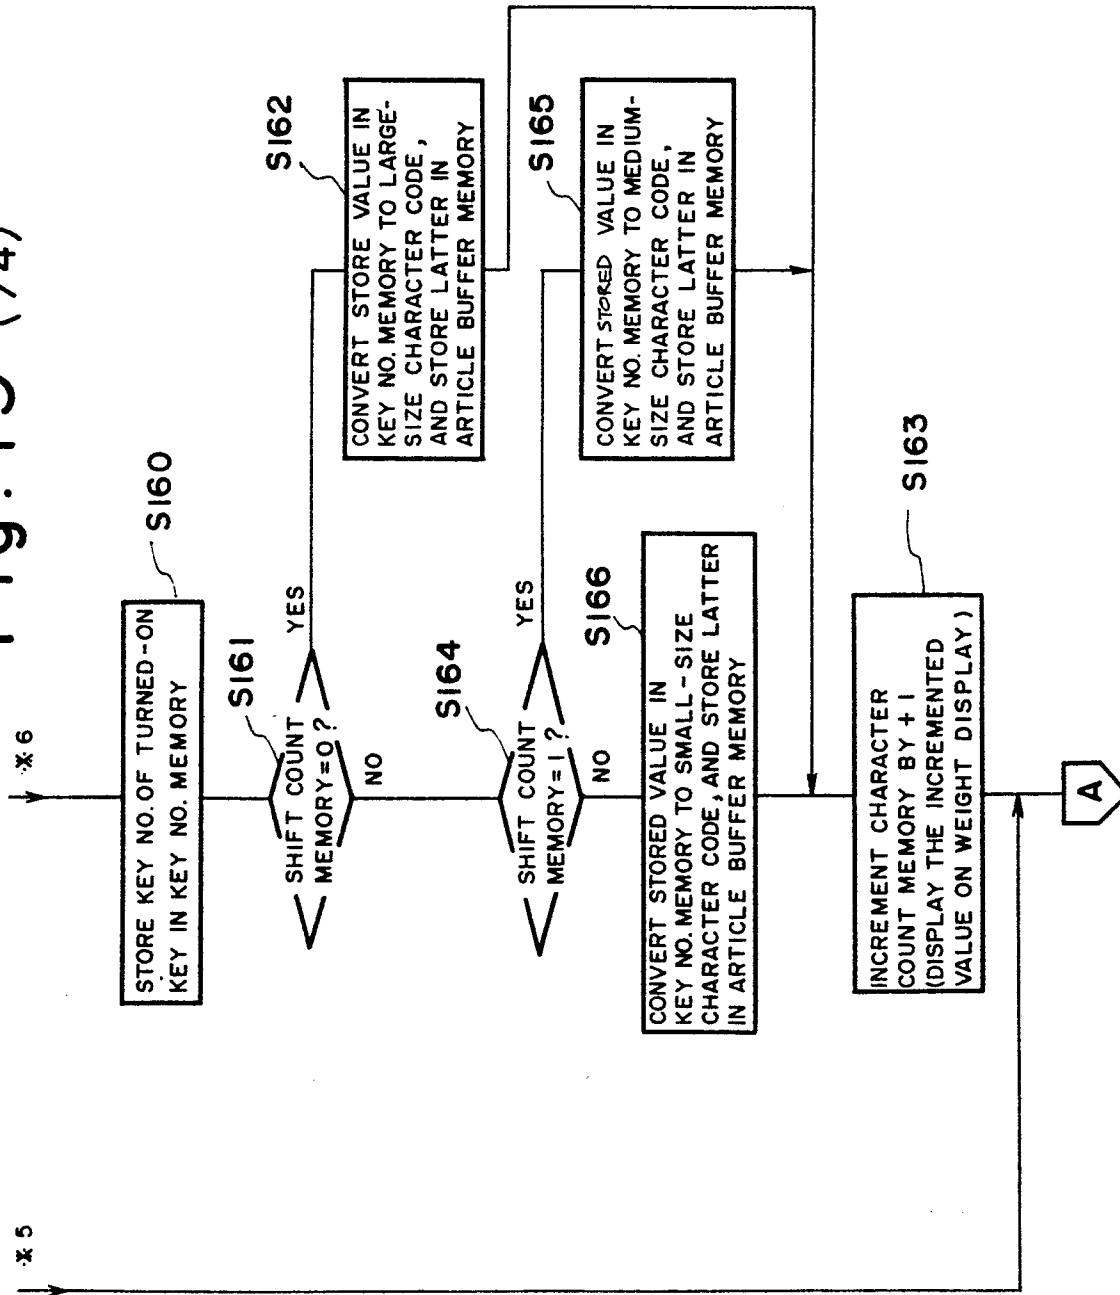 Fig. 19 (/4)
※6
※5
STORE KEY NO. OF TURNED-ON
KEY IN KEY NO. MEMORY
S160
SHIFT COUNT
MEMORY=0?
S161
YES
NO
CONVERT STORE VALUE IN
KEY NO. MEMORY TO LARGE-
SIZE CHARACTER CODE,
AND STORE LATTER IN
ARTICLE BUFFER MEMORY
S162
SHIFT COUNT
MEMORY=1?
S164
YES
NO
CONVERT STORED VALUE IN
KEY NO. MEMORY TO MEDIUM-
SIZE CHARACTER CODE,
AND STORE LATTER IN
ARTICLE BUFFER MEMORY
S165
CONVERT STORED VALUE IN
KEY NO. MEMORY TO SMALL-SIZE
CHARACTER CODE, AND STORE LATTER
IN ARTICLE BUFFER MEMORY
S166
INCREMENT CHARACTER
COUNT MEMORY BY +1
(DISPLAY THE INCREMENTED
VALUE ON WEIGHT DISPLAY)
S163
A